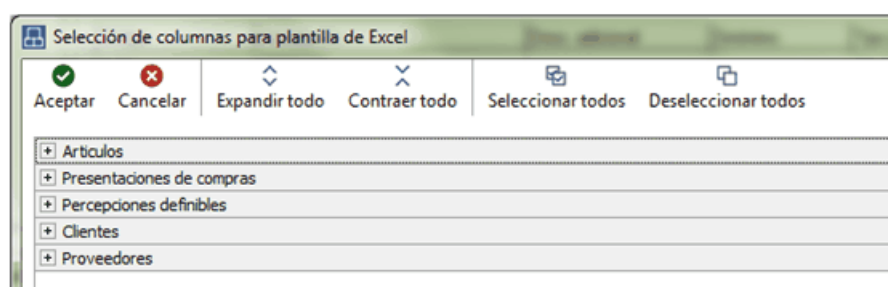 Selección de columnas para plantilla de Excel
Aceptar Cancelar Expandir todo Contraer todo Seleccionar todos Deseleccionar todos
Articulos
Presentaciones de compras
Percepciones definibles
Clientes
Proveedores